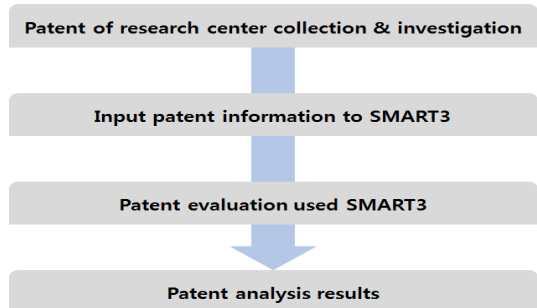 Patent of research center collection & investigation
Input patent information to SMART3
Patent evaluation used SMART3
Patent analysis results